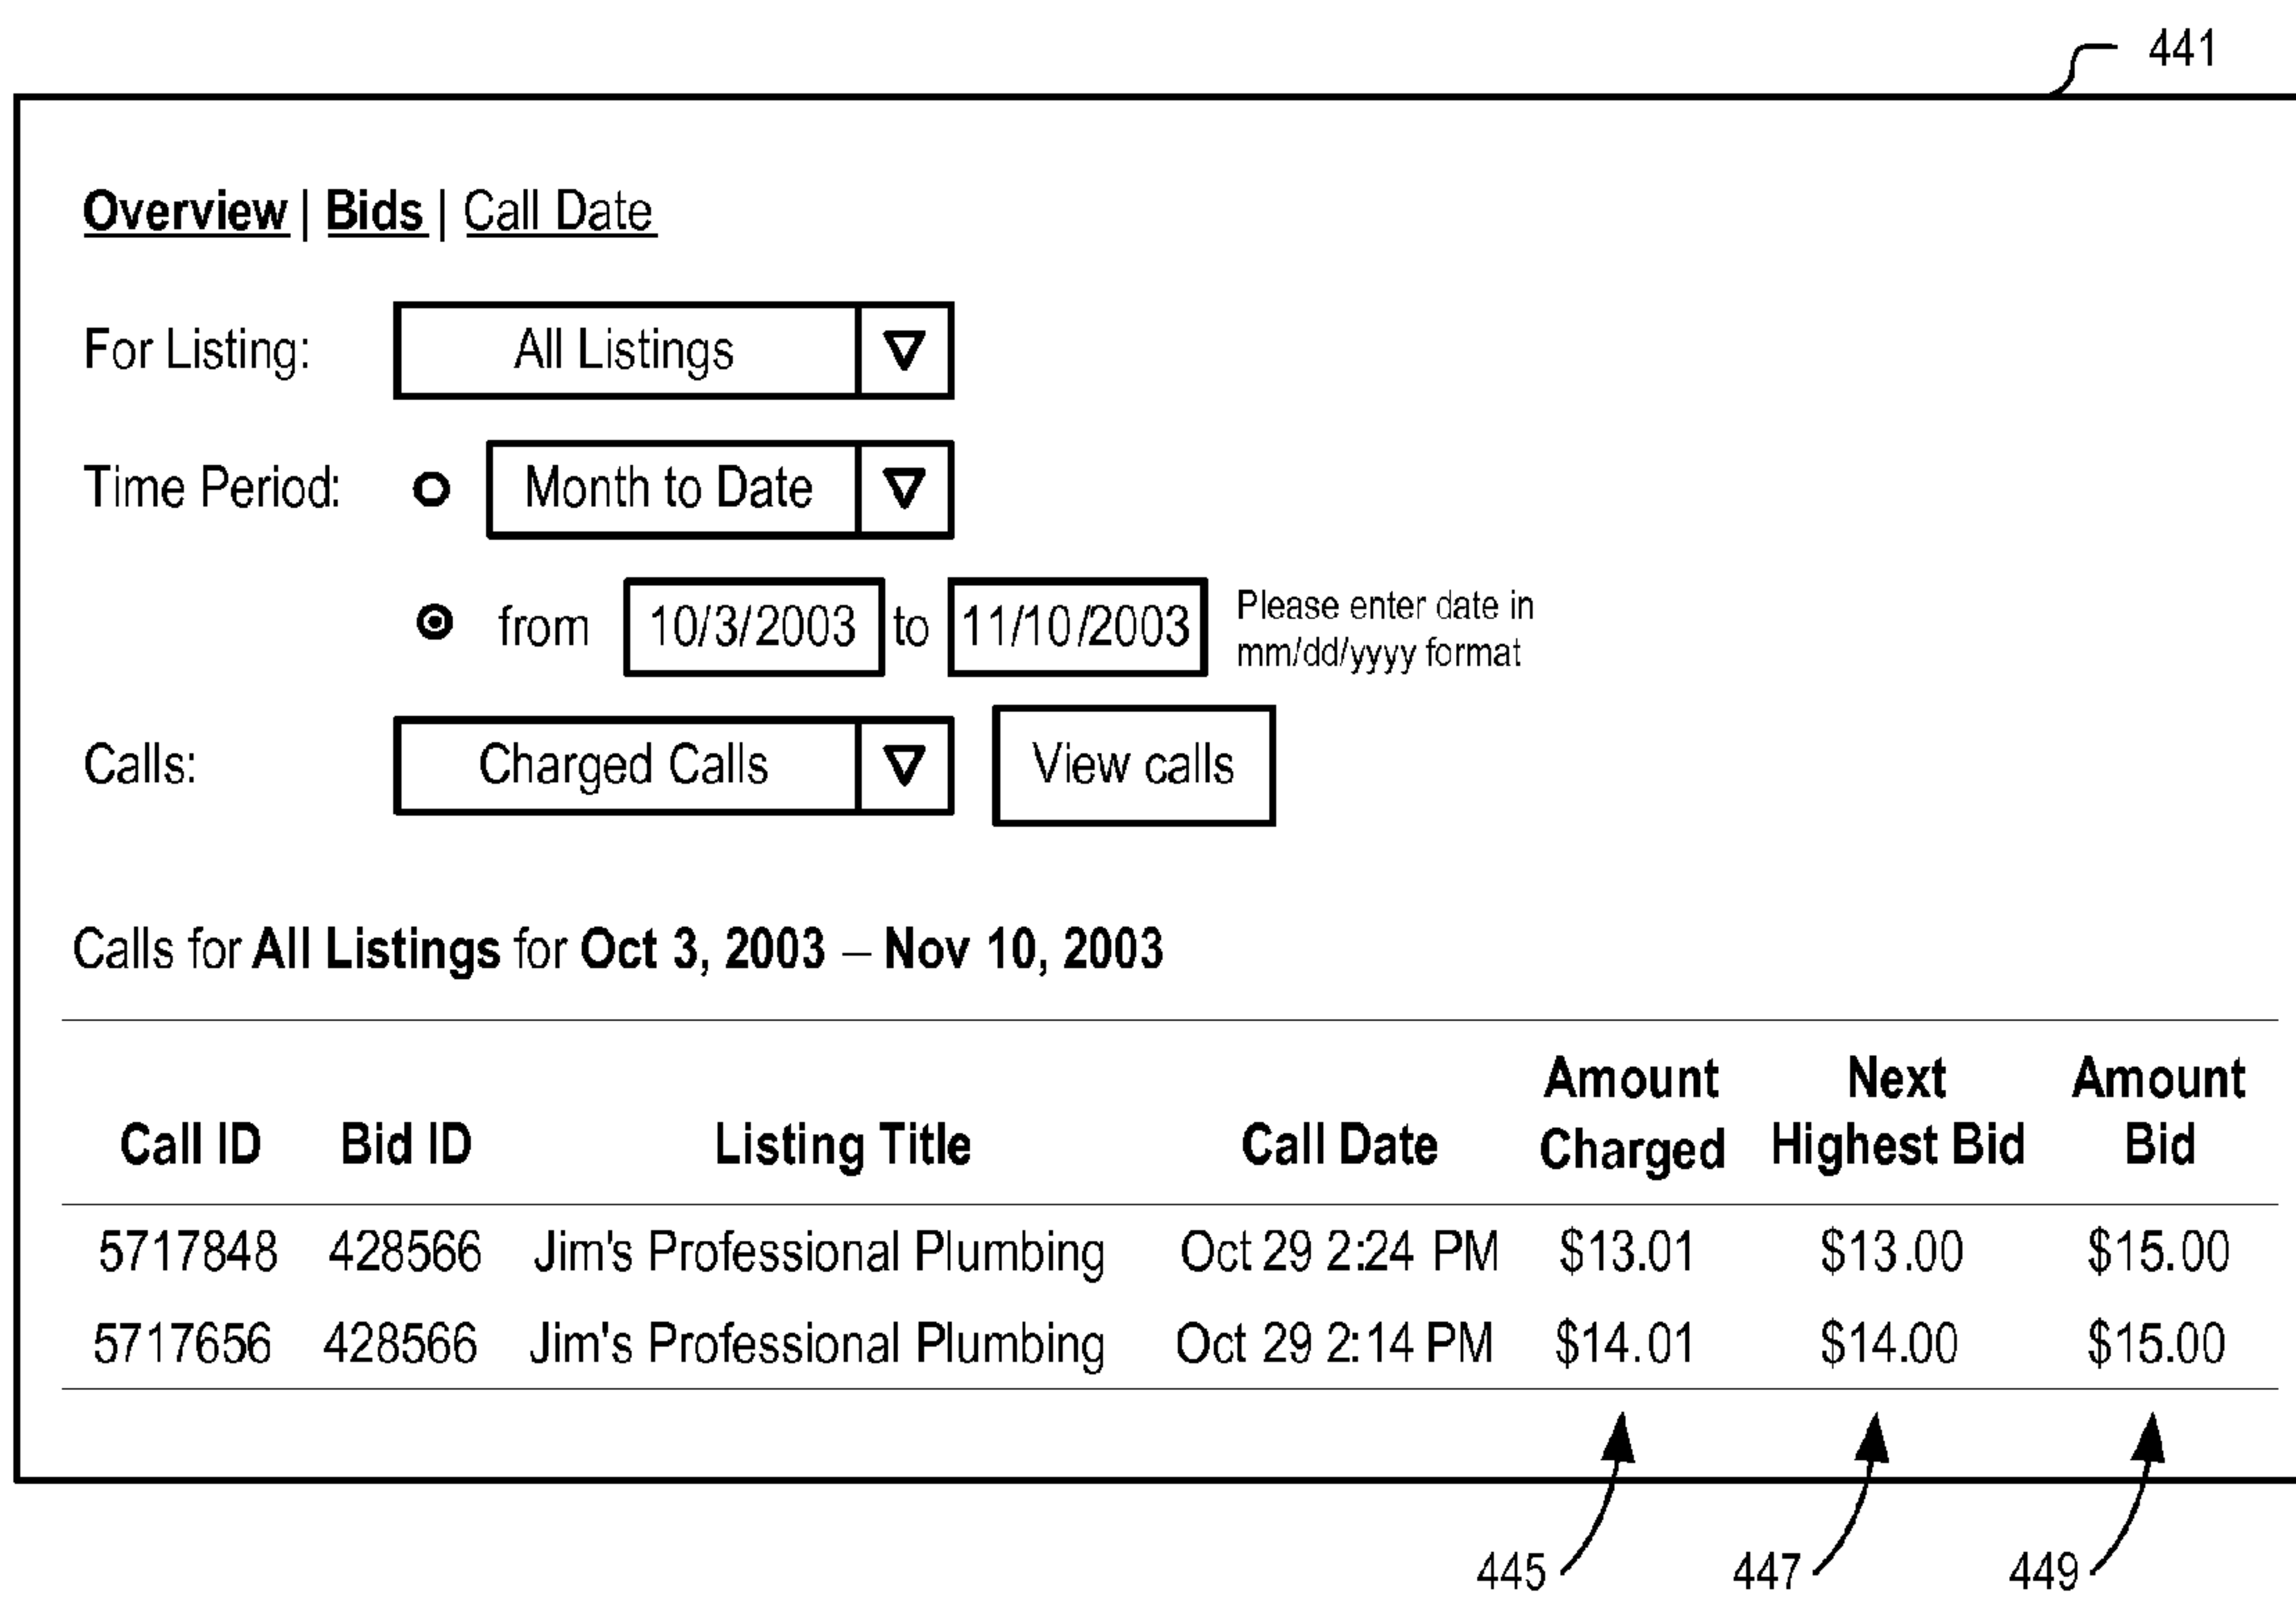 441
Overview | Bids | Call Date
For Listing: All Listings
Time Period: Month to Date
from 10/3/2003 to 11/10/2003 Please enter date in
mm/dd/yyyy format
Calls: Charged Calls View calls
Calls for All Listings for Oct 3, 2003 – Nov 10, 2003
Amount Next Amount
Call ID Bid ID Listing Title Call Date Charged Highest Bid Bid
5717848 428566 Jim's Professional Plumbing Oct 29 2:24 PM $13.01 $13.00 $15.00
5717656 428566 Jim's Professional Plumbing Oct 29 2:14 PM $14.01 $14.00 $15.00
445 447 449